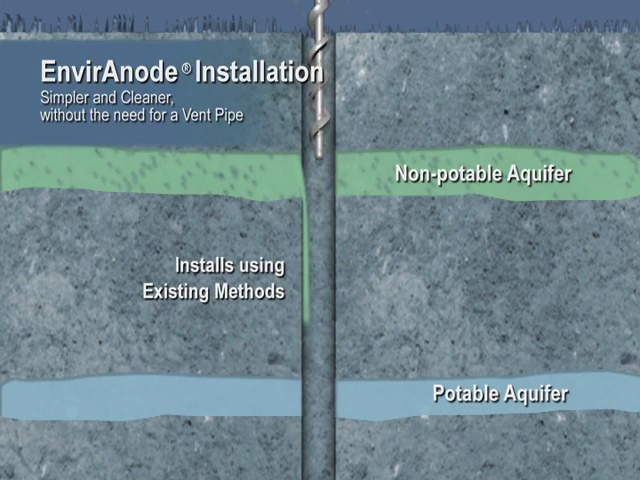 EnvirAnode® Installation
Simpler and Cleaner,
without the need for a Vent Pipe
Non-potable Aquifer
Installs using
Existing Methods
Potable Aquifer